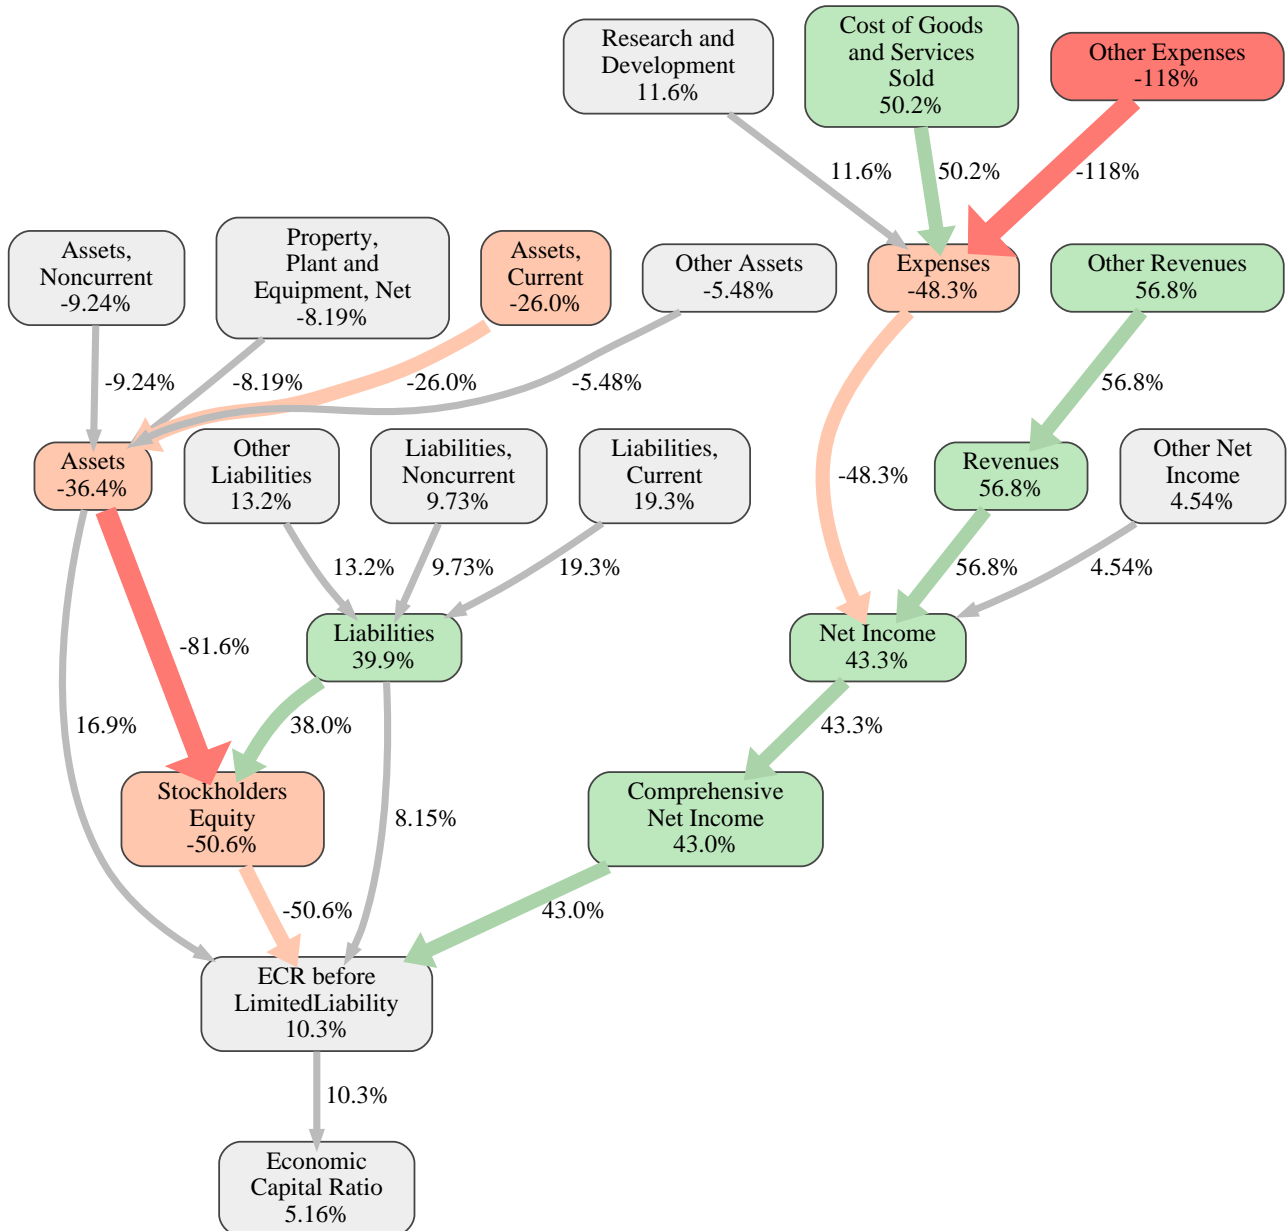 Research and
Development
11.6%
Cost of Goods
and Services
Sold
50.2%
Other Expenses
-118%
11.6%
50.2%
-118%
Assets,
Noncurrent
-9.24%
Property,
Plant and
Equipment, Net
-8.19%
Assets,
Current
-26.0%
Other Assets
-5.48%
Expenses
-48.3%
Other Revenues
56.8%
-9.24%
-8.19%
-26.0%
-5.48%
56.8%
Assets
-36.4%
Other
Liabilities
13.2%
Liabilities,
Noncurrent
9.73%
Liabilities,
Current
19.3%
-48.3%
Revenues
56.8%
Other Net
Income
4.54%
13.2%
9.73%
19.3%
56.8%
4.54%
-81.6%
Liabilities
39.9%
Net Income
43.3%
16.9%
38.0%
43.3%
Stockholders
Equity
-50.6%
8.15%
Comprehensive
Net Income
43.0%
-50.6%
43.0%
ECR before
LimitedLiability
10.3%
10.3%
Economic
Capital Ratio
5.16%